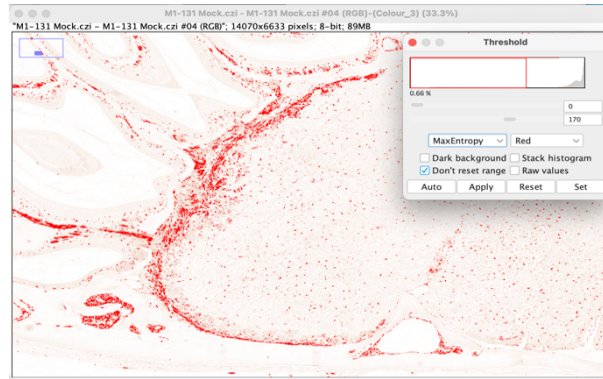 M1-131 Mock.czi - M1-131 Mock.czi #04 (RGB)-(Colour_3) (33.3%)
"M1-131 Mock.czi - M1-131 Mock.czi #04 (RGB)"; 14070x6633 pixels; 8-bit; 89MB
Threshold
0.66 %
0
170
MaxEntropy Red
Dark background Stack histogram
Don't reset range Raw values
Auto Apply Reset Set